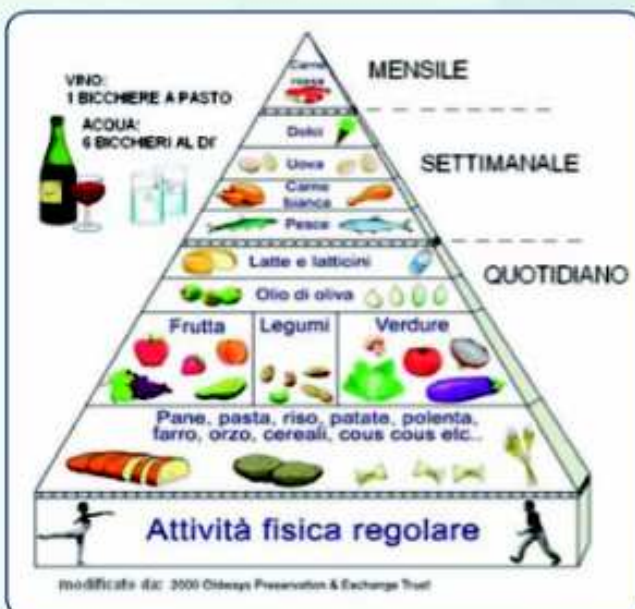 VINO:
1 BICCHIERE A PASTO
ACQUA:
6 BICCHIERI AL DI'
Carne
rossa
MENSILE
Dolci
Uova
Carne
bianca
Pesce
SETTIMANALE
Latte e latticini
Olio di oliva
QUOTIDIANO
Frutta
Legumi
Verdure
Pane, pasta, riso, patate, polenta,
farro, orzo, cereali, cous cous etc..
Attività fisica regolare
modificato da: 2000 Oldways Preservation & Exchange Trust